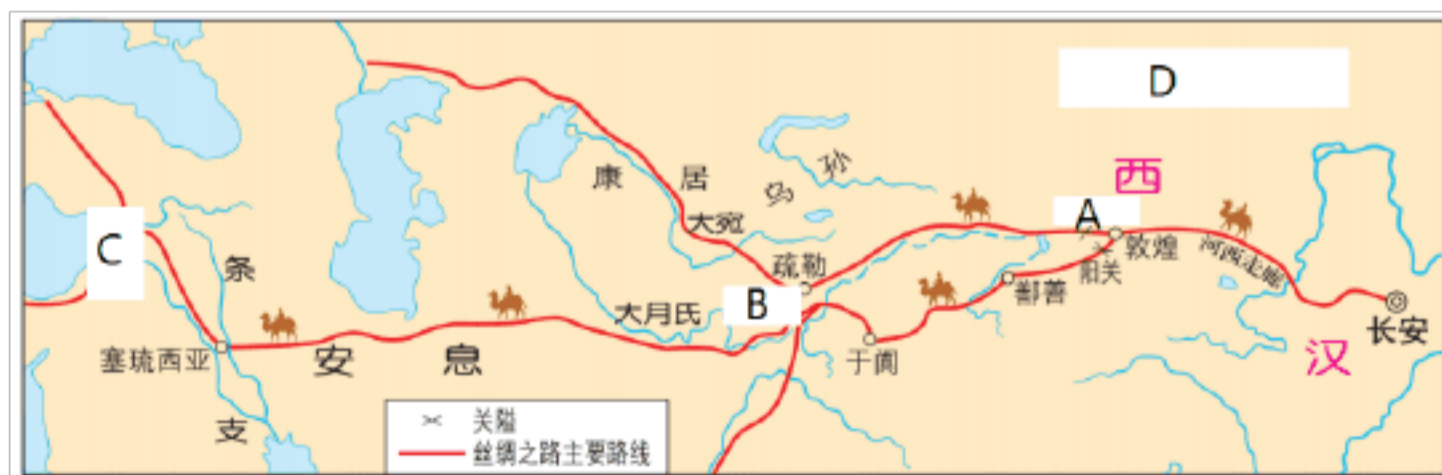 D
西
A
乌孙
康居
大宛
敦煌
河西走廊
阳关
C
条
疏勒
鄯善
B
大月氏
长安
塞琉西亚
安息
于阗
汉
支
关隘
丝绸之路主要路线